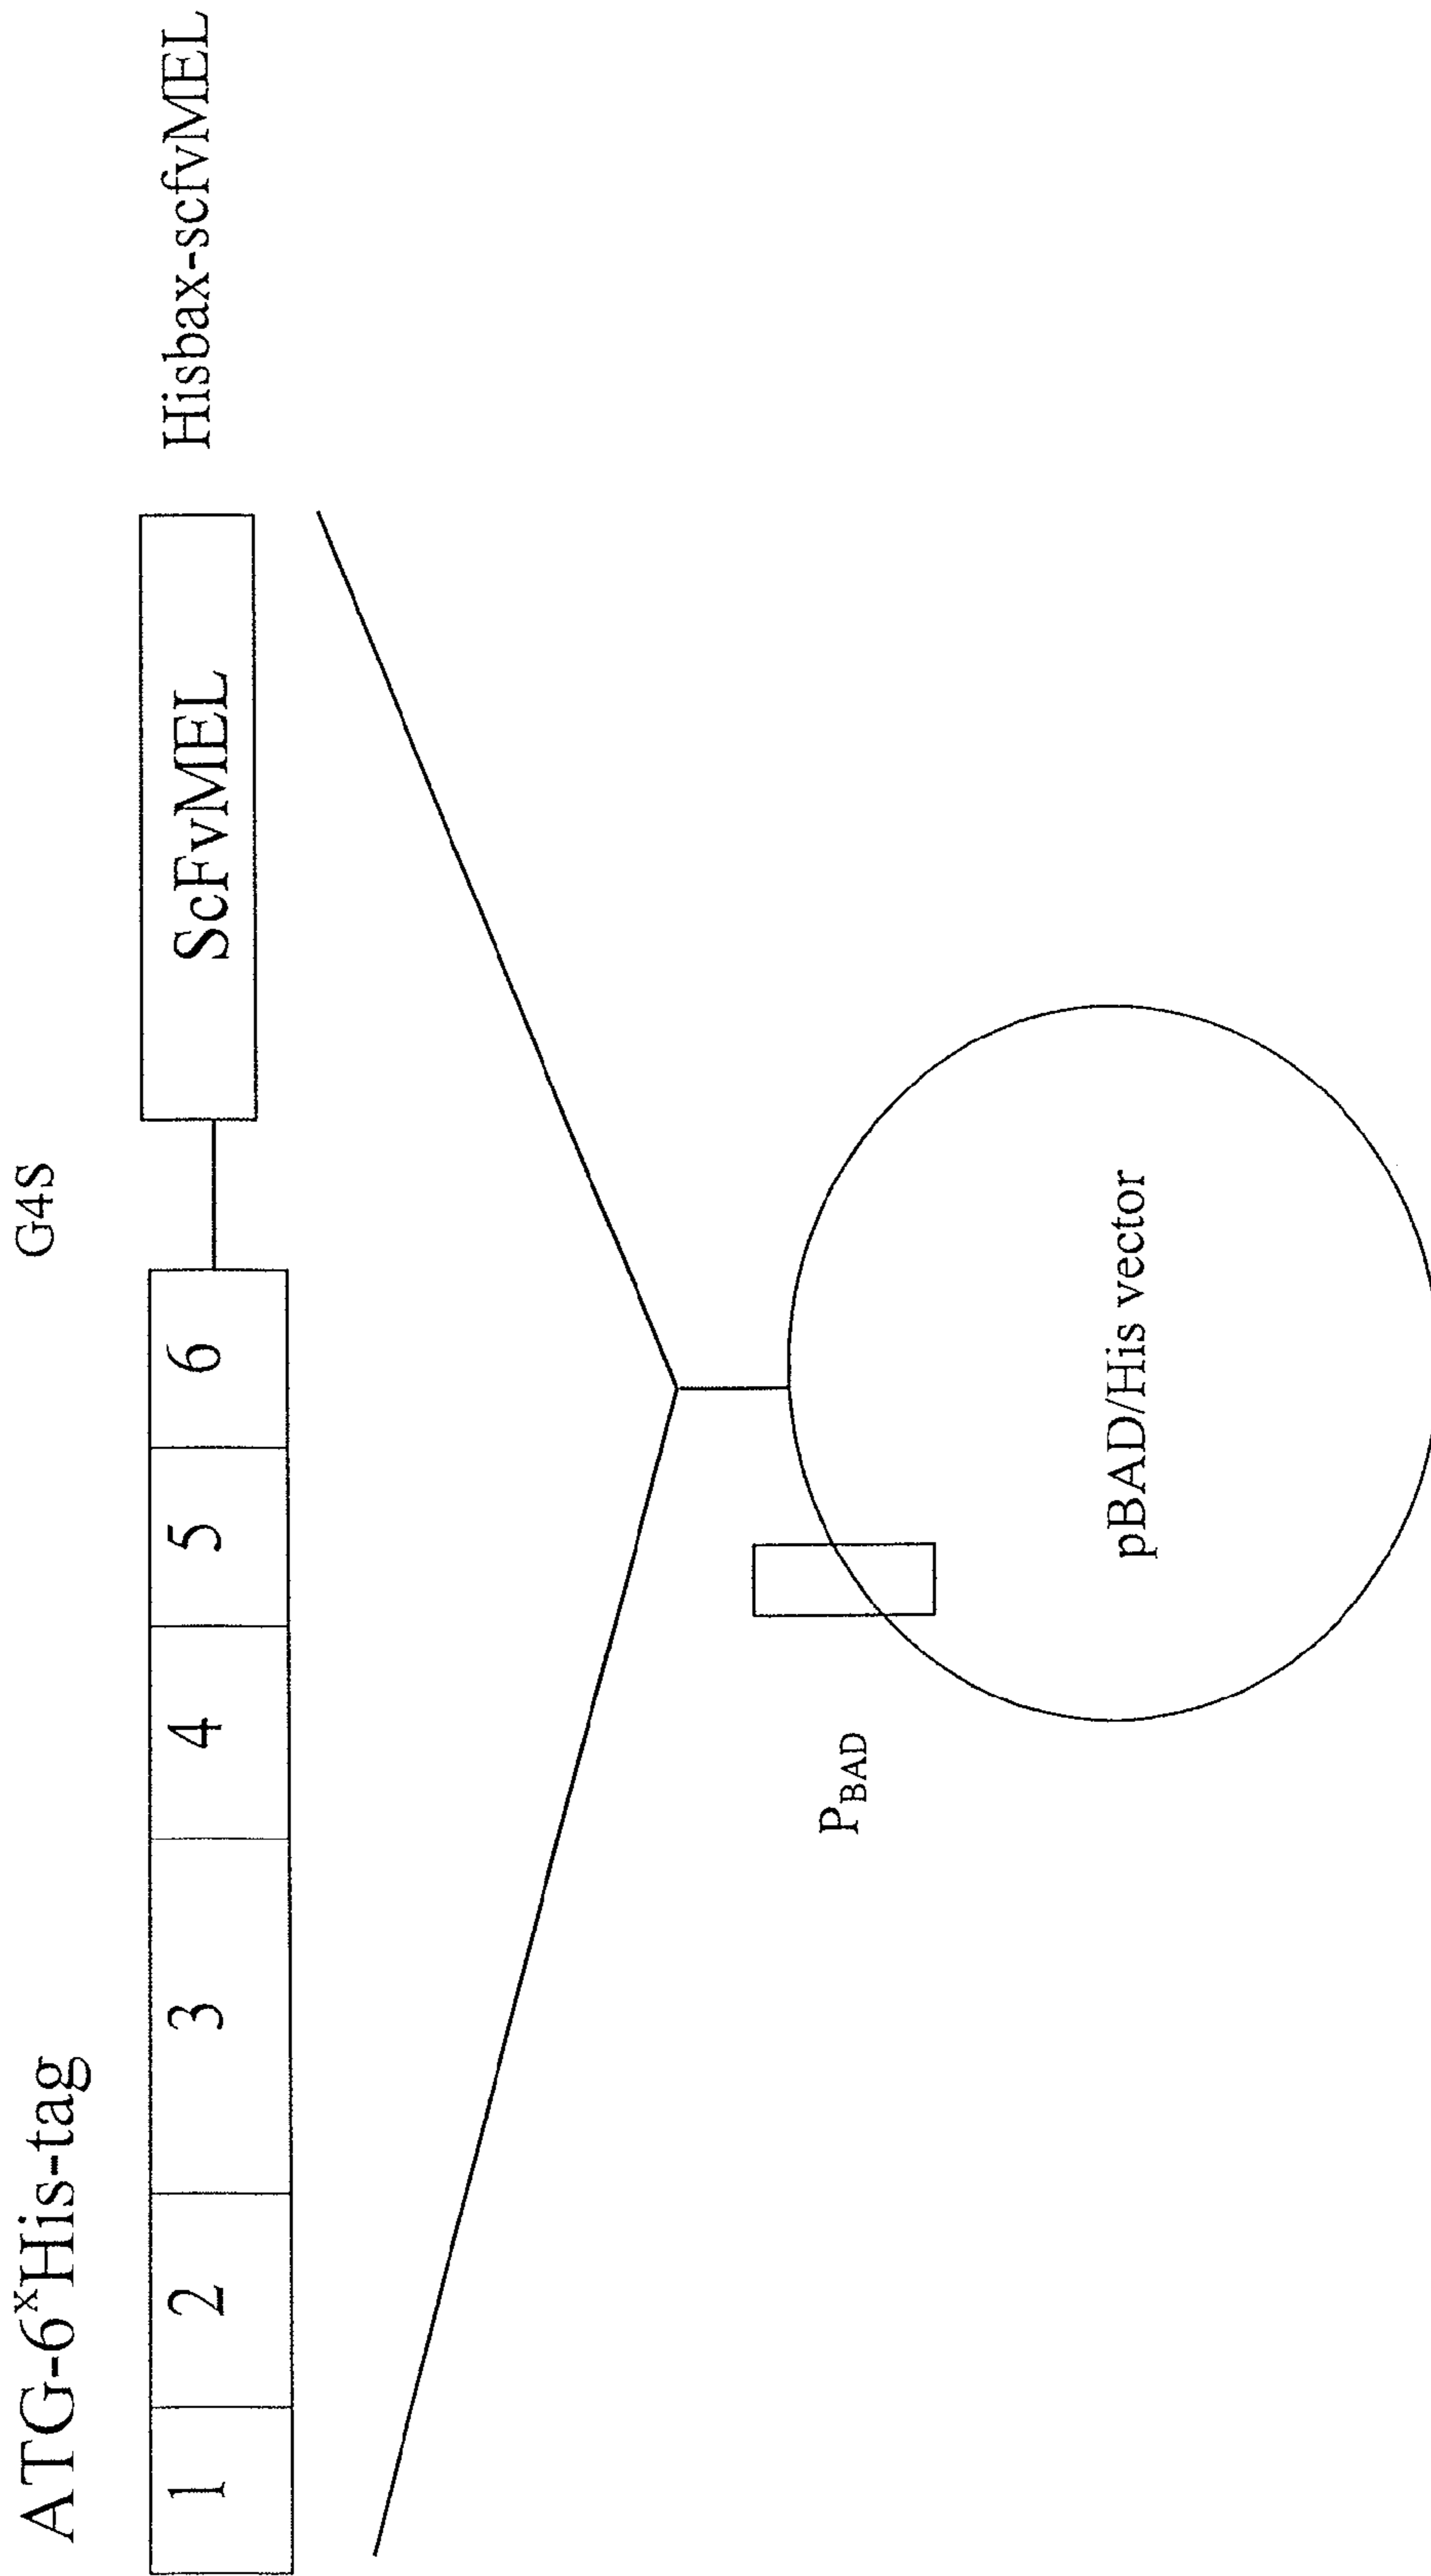 ATG-6xHis-tag
G4S
1 2 3 4 5 6
ScFvMEL
Hisbax-scfvMEL
PBAD
pBAD/His vector